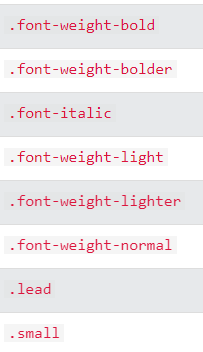 .font-weight-bold
.font-weight-bolder
.font-italic
.font-weight-light
.font-weight-lighter
.font-weight-normal
.lead
.small